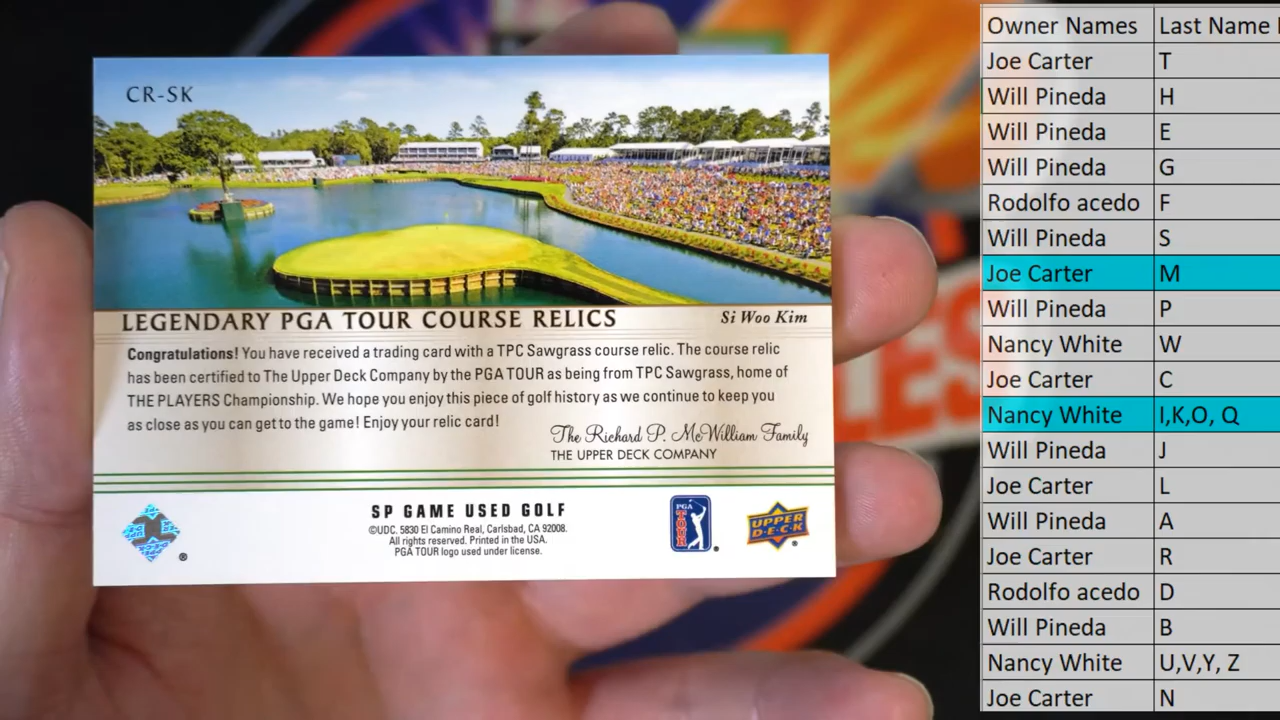 CR-SK
LEGENDARY PGA TOUR COURSE RELICS
Si Woo Kim
Congratulations! You have received a trading card with a TPC Sawgrass course relic. The course relic
has been certified to The Upper Deck Company by the PGA TOUR as being from TPC Sawgrass, home of
THE PLAYERS Championship. We hope you enjoy this piece of golf history as we continue to keep you
as close as you can get to the game! Enjoy your relic card!
The Richard P. McWilliam Family
THE UPPER DECK COMPANY
SP GAME USED GOLF
©UDC, 5830 El Camino Real, Carlsbad, CA 92008.
All rights reserved. Printed in the USA.
PGA TOUR logo used under license.
®
PGA
TOUR
®
UPPER
DECK
®
LES
Owner Names Last Name
Joe Carter T
Will Pineda H
Will Pineda E
Will Pineda G
Rodolfo acedo F
Will Pineda S
Joe Carter M
Will Pineda P
Nancy White W
Joe Carter C
Nancy White I,K,O, Q
Will Pineda J
Joe Carter L
Will Pineda A
Joe Carter R
Rodolfo acedo D
Will Pineda B
Nancy White U,V,Y, Z
Joe Carter N